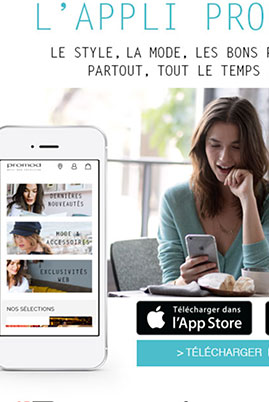 L'APPLI PRO
LE STYLE, LA MODE, LES BONS
PARTOUT, TOUT LE TEMPS
promod
DERNIÈRES
NOUVEAUTÉS
MODE &
ACCESSOIRES
EXCLUSIVITÉS
WEB
NOS SÉLECTIONS
Télécharger dans
l'App Store
> TÉLÉCHARGER